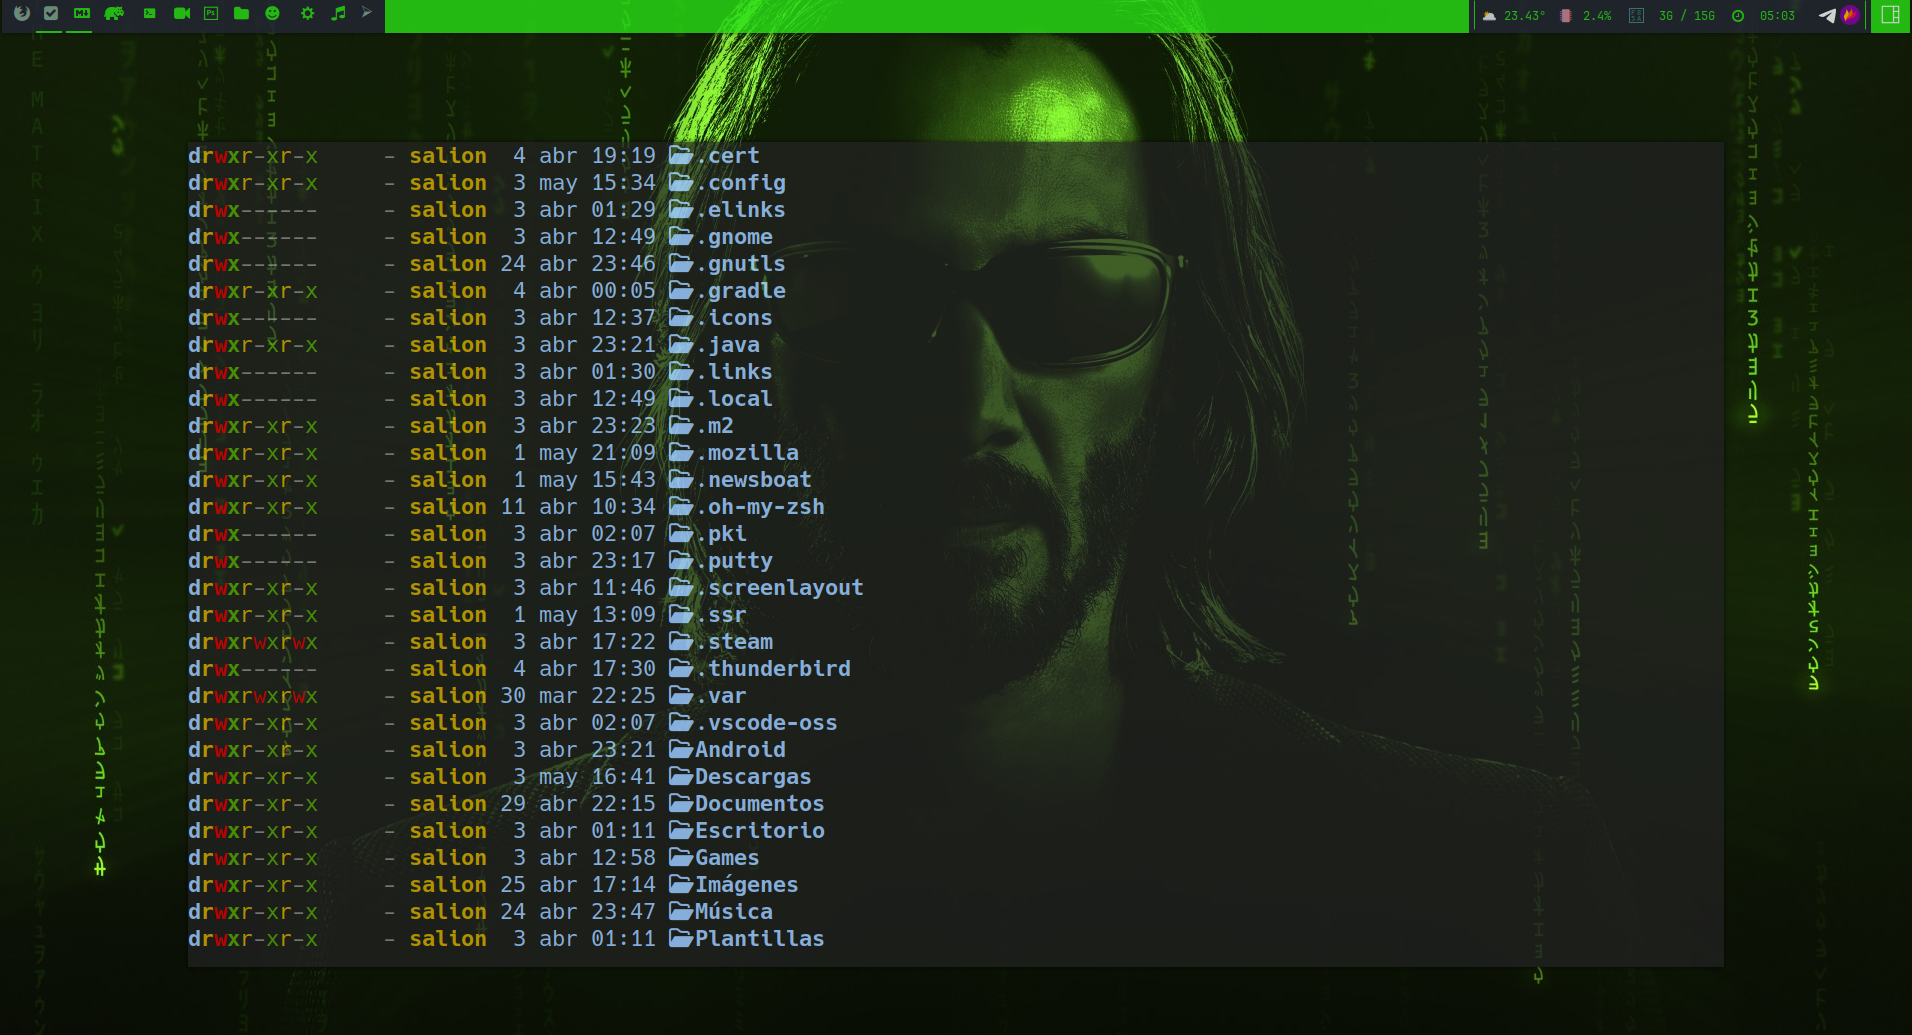 23.43° 2.4% 3G / 15G 05:03
drwxr-xr-x - salion 4 abr 19:19 .cert
drwxr-xr-x - salion 3 may 15:34 .config
drwx------ - salion 3 abr 01:29 .elinks
drwx------ - salion 3 abr 12:49 .gnome
drwx------ - salion 24 abr 23:46 .gnutls
drwxr-xr-x - salion 4 abr 00:05 .gradle
drwx------ - salion 3 abr 12:37 .icons
drwxr-xr-x - salion 3 abr 23:21 .java
drwx------ - salion 3 abr 01:30 .links
drwx------ - salion 3 abr 12:49 .local
drwxr-xr-x - salion 3 abr 23:23 .m2
drwxr-xr-x - salion 1 may 21:09 .mozilla
drwxr-xr-x - salion 1 may 15:43 .newsboat
drwxr-xr-x - salion 11 abr 10:34 .oh-my-zsh
drwx------ - salion 3 abr 02:07 .pki
drwx------ - salion 3 abr 23:17 .putty
drwxr-xr-x - salion 3 abr 11:46 .screenlayout
drwxr-xr-x - salion 1 may 13:09 .ssr
drwxrwxrwx - salion 3 abr 17:22 .steam
drwx------ - salion 4 abr 17:30 .thunderbird
drwxrwxrwx - salion 30 mar 22:25 .var
drwxr-xr-x - salion 3 abr 02:07 .vscode-oss
drwxr-xr-x - salion 3 abr 23:21 Android
drwxr-xr-x - salion 3 may 16:41 Descargas
drwxr-xr-x - salion 29 abr 22:15 Documentos
drwxr-xr-x - salion 3 abr 01:11 Escritorio
drwxr-xr-x - salion 3 abr 12:58 Games
drwxr-xr-x - salion 25 abr 17:14 Imágenes
drwxr-xr-x - salion 24 abr 23:47 Música
drwxr-xr-x - salion 3 abr 01:11 Plantillas